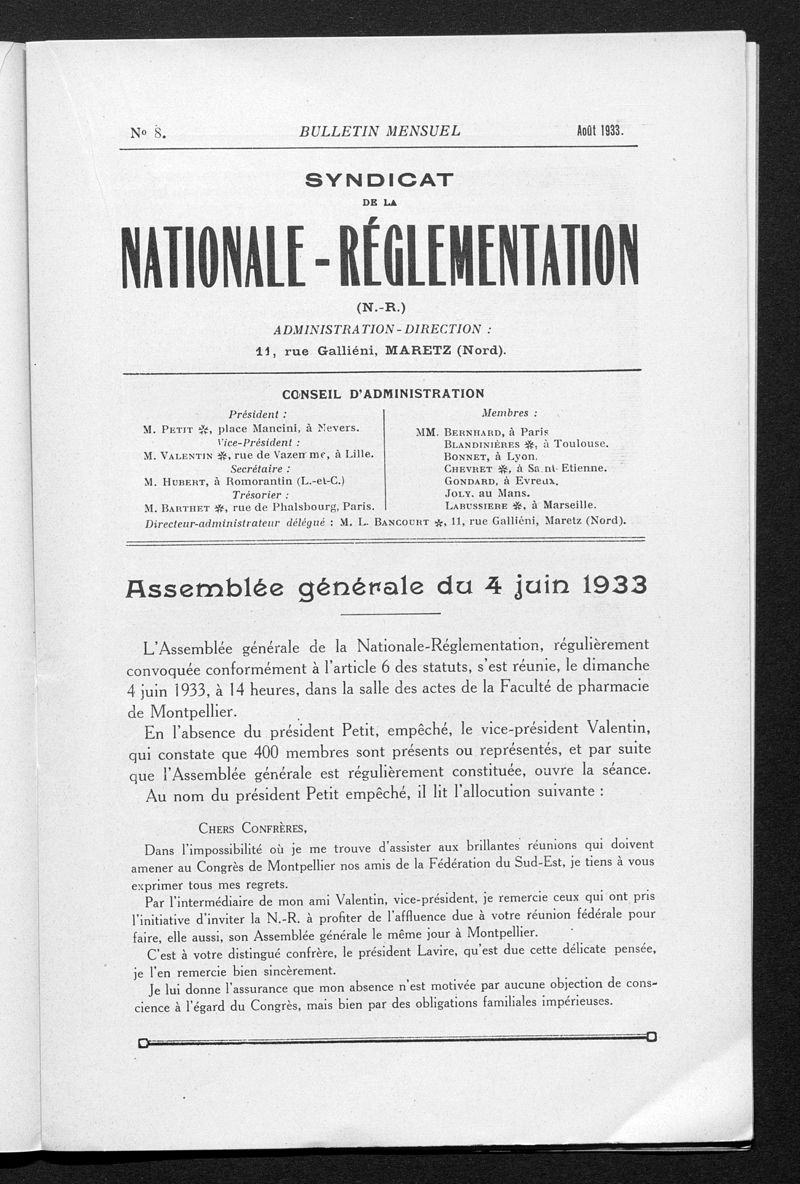 No 8.
BULLETIN MENSUEL
Août 1933.
SYNDICAT
DE LA
NATIONALE-RÉGLEMENTATION
(N.-R.)
ADMINISTRATION-DIRECTION :
11, rue Galliéni, MARETZ (Nord).
CONSEIL D'ADMINISTRATION
Président :
M. PETIT ✻, place Mancini, à Nevers.
Vice-Président :
M. VALENTIN ✻, rue de Vazemme, à Lille.
Secrétaire :
M. HUBERT, à Romorantin (L.-et-C.)
Trésorier :
M. BARTHET ✻, rue de Phalsbourg, Paris.
Membres :
MM. BERNHARD, à Paris
BLANDINIÈRES ✻, à Toulouse.
BONNET, à Lyon.
CHEVRET ✻, à Saint-Etienne.
GONDARD, à Evreux.
JOLY, au Mans.
LABUSSIERE ✻, à Marseille.
Directeur-administrateur délégué : M. L. BANCOURT ✻, 11, rue Galliéni, Maretz (Nord).
Assemblée générale du 4 juin 1933
L'Assemblée générale de la Nationale-Réglementation, régulièrement
convoquée conformément à l'article 6 des statuts, s'est réunie, le dimanche
4 juin 1933, à 14 heures, dans la salle des actes de la Faculté de pharmacie
de Montpellier.
En l'absence du président Petit, empêché, le vice-président Valentin,
qui constate que 400 membres sont présents ou représentés, et par suite
que l'Assemblée générale est régulièrement constituée, ouvre la séance.
Au nom du président Petit empêché, il lit l'allocution suivante :
CHERS CONFRÈRES,
Dans l'impossibilité où je me trouve d'assister aux brillantes réunions qui doivent
amener au Congrès de Montpellier nos amis de la Fédération du Sud-Est, je tiens à vous
exprimer tous mes regrets.
Par l'intermédiaire de mon ami Valentin, vice-président, je remercie ceux qui ont pris
l'initiative d'inviter la N.-R. à profiter de l'affluence due à votre réunion fédérale pour
faire, elle aussi, son Assemblée générale le même jour à Montpellier.
C'est à votre distingué confrère, le président Lavire, qu'est due cette délicate pensée,
je l'en remercie bien sincèrement.
Je lui donne l'assurance que mon absence n'est motivée par aucune objection de cons-
cience à l'égard du Congrès, mais bien par des obligations familiales impérieuses.